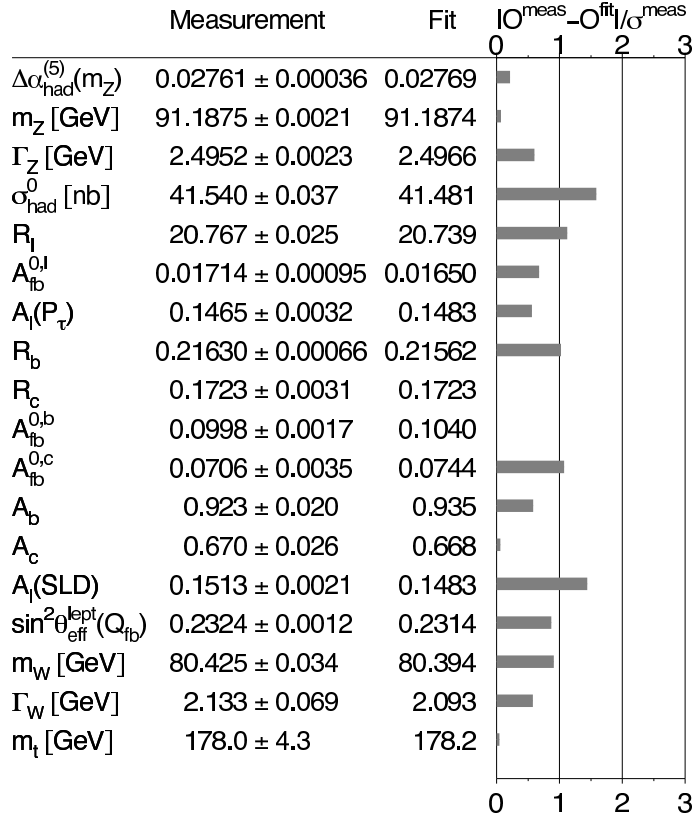 Measurement Fit |O^meas–O^fit|/σ^meas
0 1 2 3
Δα_had^(5)(m_Z) 0.02761 ± 0.00036 0.02769
m_Z [GeV] 91.1875 ± 0.0021 91.1874
Γ_Z [GeV] 2.4952 ± 0.0023 2.4966
σ_had^0 [nb] 41.540 ± 0.037 41.481
R_l 20.767 ± 0.025 20.739
A_fb^0,l 0.01714 ± 0.00095 0.01650
A_l(P_τ) 0.1465 ± 0.0032 0.1483
R_b 0.21630 ± 0.00066 0.21562
R_c 0.1723 ± 0.0031 0.1723
A_fb^0,b 0.0998 ± 0.0017 0.1040
A_fb^0,c 0.0706 ± 0.0035 0.0744
A_b 0.923 ± 0.020 0.935
A_c 0.670 ± 0.026 0.668
A_l(SLD) 0.1513 ± 0.0021 0.1483
sin²θ_eff^lept(Q_fb) 0.2324 ± 0.0012 0.2314
m_W [GeV] 80.425 ± 0.034 80.394
Γ_W [GeV] 2.133 ± 0.069 2.093
m_t [GeV] 178.0 ± 4.3 178.2
0 1 2 3